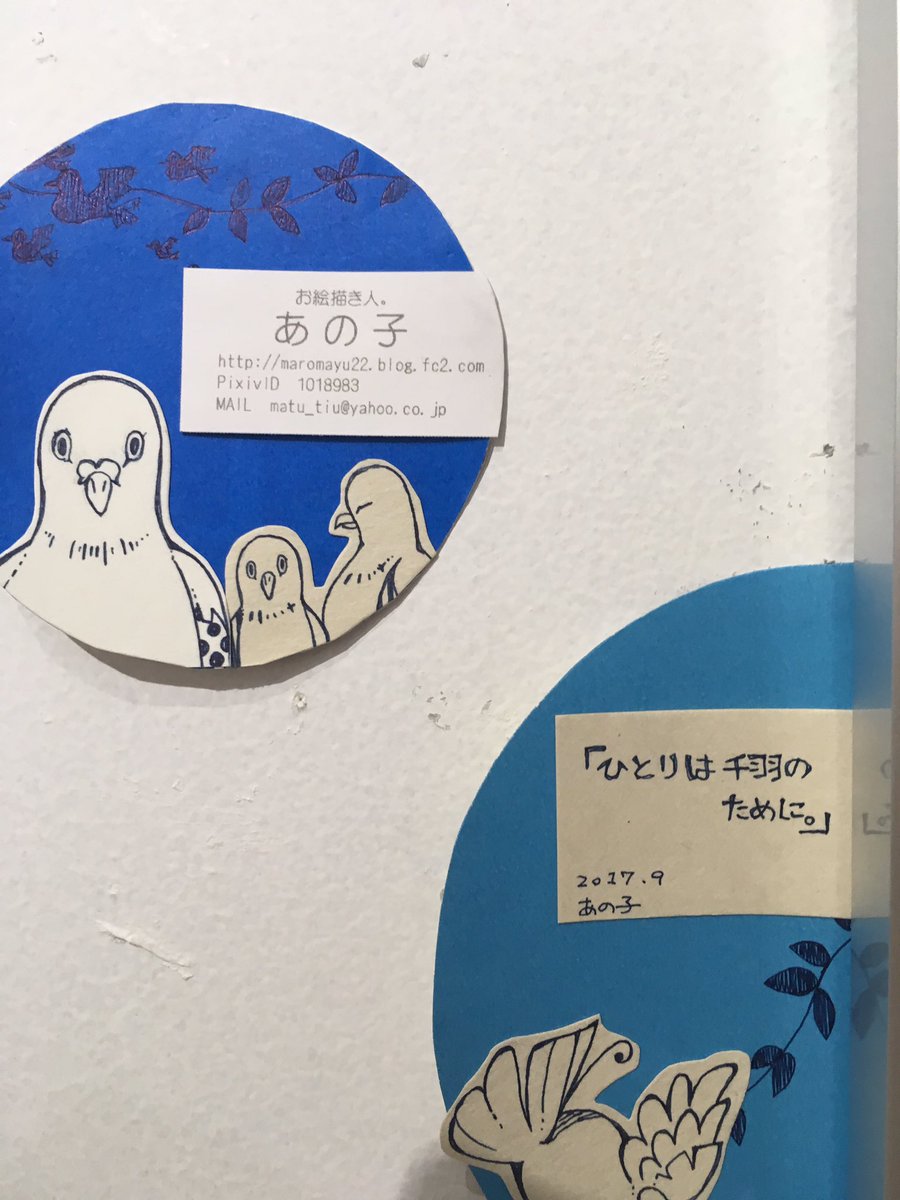 お絵描き人。
あの子
http://maromayu22.blog.fc2.com
PixivID 1018983
MAIL matu_tiu@yahoo.co.jp
「ひとりは千羽の
ために。」
2017.9
あの子